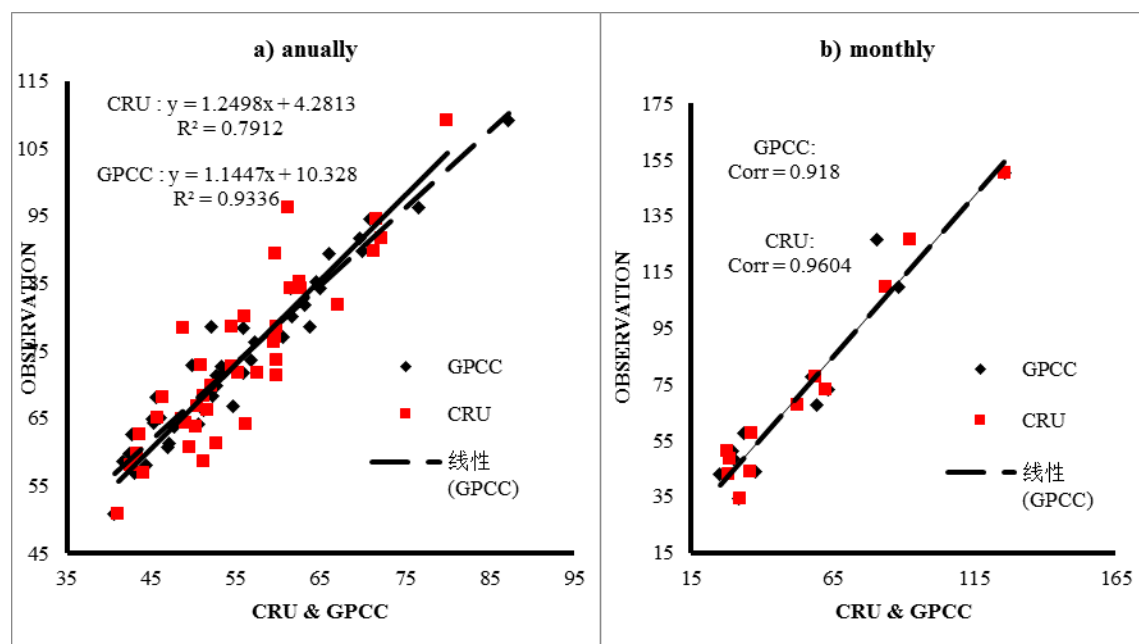 a) anually
115
105
95
85
75
65
55
45
OBSERVATION
CRU : y = 1.2498x + 4.2813
R² = 0.7912
GPCC : y = 1.1447x + 10.328
R² = 0.9336
GPCC
CRU
线性
(GPCC)
35 45 55 65 75 85 95
CRU & GPCC
b) monthly
175
155
135
115
95
75
55
35
15
OBSERVATION
GPCC:
Corr = 0.918
CRU:
Corr = 0.9604
GPCC
CRU
线性
(GPCC)
15 65 115 165
CRU & GPCC